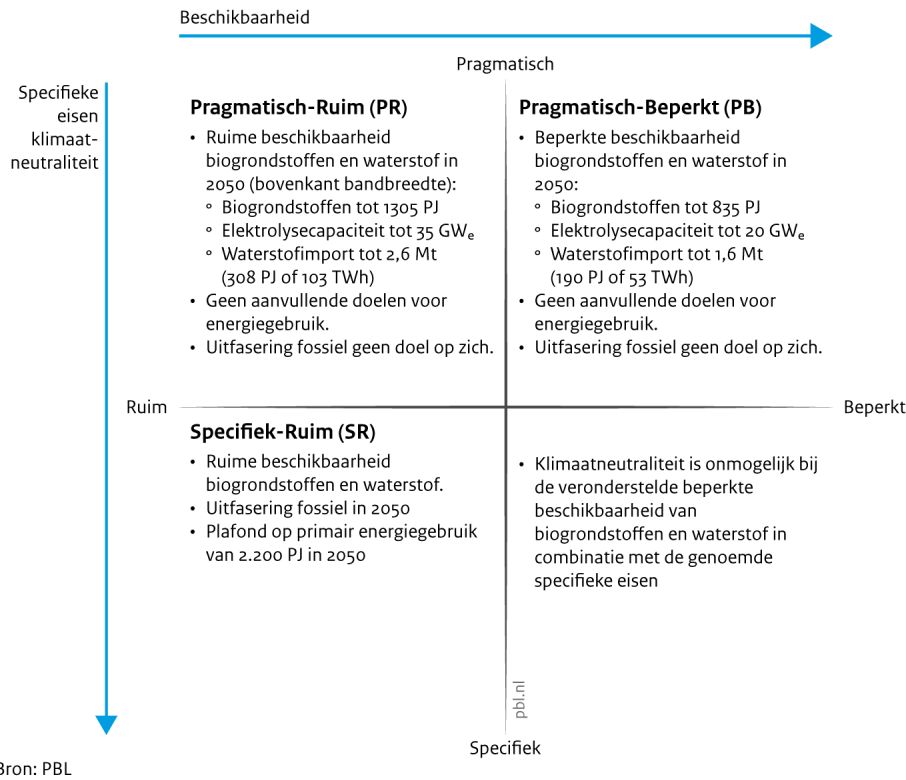 Beschikbaarheid
Pragmatisch
Specifieke
eisen
klimaat-
neutraliteit
Pragmatisch-Ruim (PR)
• Ruime beschikbaarheid
biogrondstoffen en waterstof in
2050 (bovenkant bandbreedte):
° Biogrondstoffen tot 1305 PJ
° Elektrolysecapaciteit tot 35 GWₑ
° Waterstofimport tot 2,6 Mt
(308 PJ of 103 TWh)
• Geen aanvullende doelen voor
energiegebruik.
• Uitfasering fossiel geen doel op zich.
Pragmatisch-Beperkt (PB)
• Beperkte beschikbaarheid
biogrondstoffen en waterstof in
2050:
° Biogrondstoffen tot 835 PJ
° Elektrolysecapaciteit tot 20 GWₑ
° Waterstofimport tot 1,6 Mt
(190 PJ of 53 TWh)
• Geen aanvullende doelen voor
energiegebruik.
• Uitfasering fossiel geen doel op zich.
Ruim
Beperkt
Specifiek-Ruim (SR)
• Ruime beschikbaarheid
biogrondstoffen en waterstof.
• Uitfasering fossiel in 2050
• Plafond op primair energiegebruik
van 2.200 PJ in 2050
• Klimaatneutraliteit is onmogelijk bij
de veronderstelde beperkte
beschikbaarheid van
biogrondstoffen en waterstof in
combinatie met de genoemde
specifieke eisen
pbl.nl
Specifiek
Bron: PBL